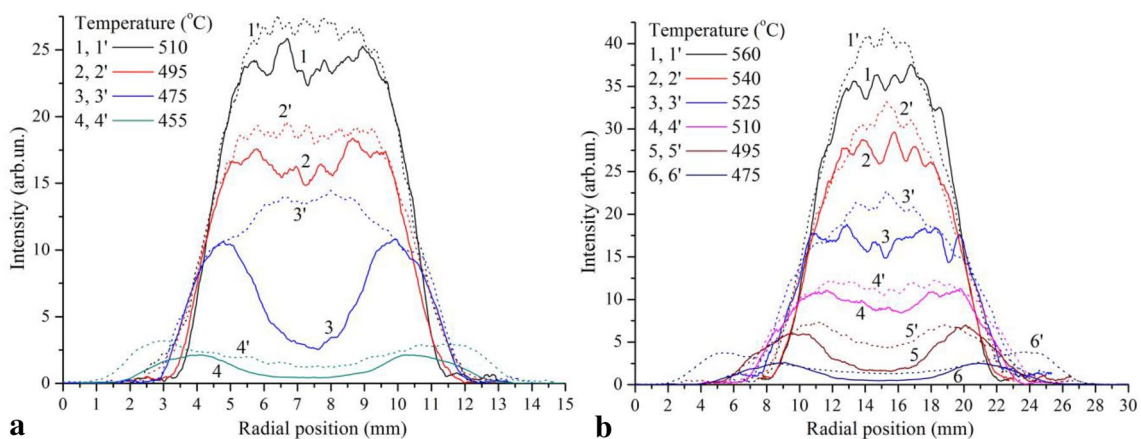 Temperature (°C)
1, 1' 510
2, 2' 495
3, 3' 475
4, 4' 455
1'
1
2'
2
3'
3
4'
4
25
20
15
10
5
0
Intensity (arb.un.)
0 1 2 3 4 5 6 7 8 9 10 11 12 13 14 15
Radial position (mm)
a
Temperature (°C)
1, 1' 560
2, 2' 540
3, 3' 525
4, 4' 510
5, 5' 495
6, 6' 475
1'
1
2'
2
3'
3
4'
4
5'
5
6'
6
40
35
30
25
20
15
10
5
0
Intensity (arb.un.)
0 2 4 6 8 10 12 14 16 18 20 22 24 26 28 30
Radial position (mm)
b